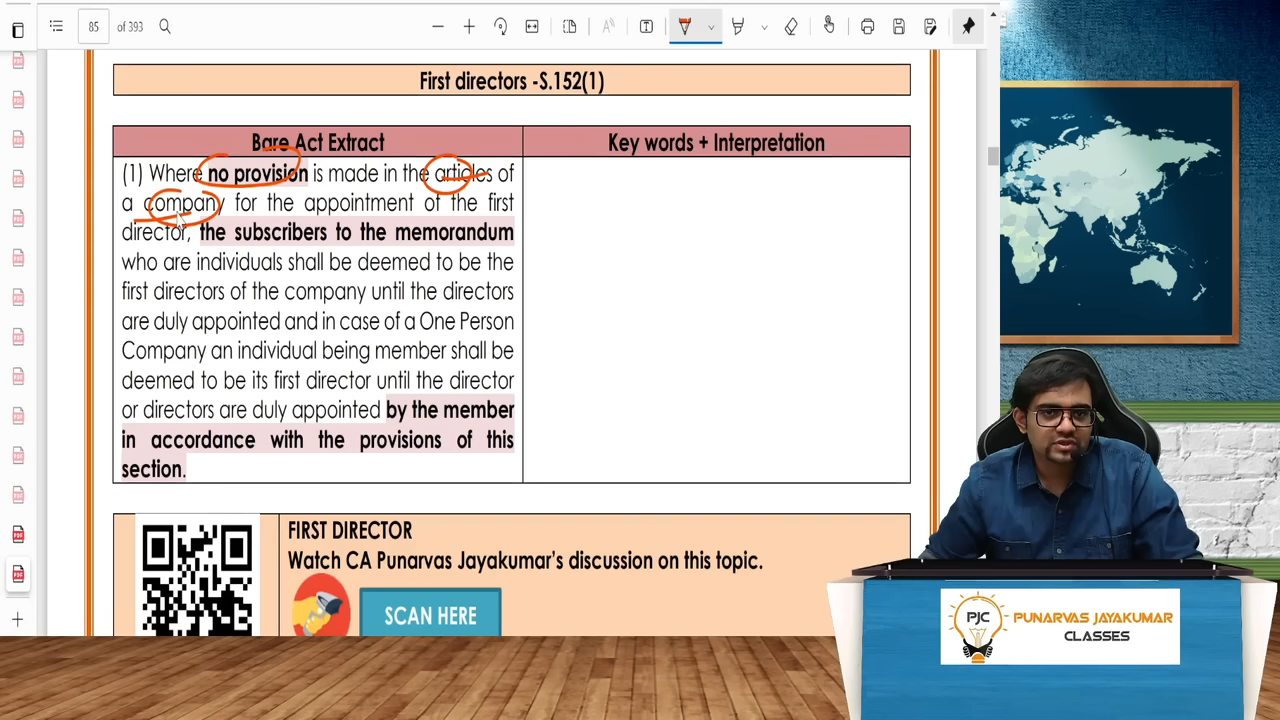 85 of 393
First directors -S.152(1)
Bare Act Extract
Key words + Interpretation
(1) Where no provision is made in the articles of
a company for the appointment of the first
director, the subscribers to the memorandum
who are individuals shall be deemed to be the
first directors of the company until the directors
are duly appointed and in case of a One Person
Company an individual being member shall be
deemed to be its first director until the director
or directors are duly appointed by the member
in accordance with the provisions of this
section.
FIRST DIRECTOR
Watch CA Punarvas Jayakumar's discussion on this topic.
SCAN HERE
PJC
PUNARVAS JAYAKUMAR
CLASSES